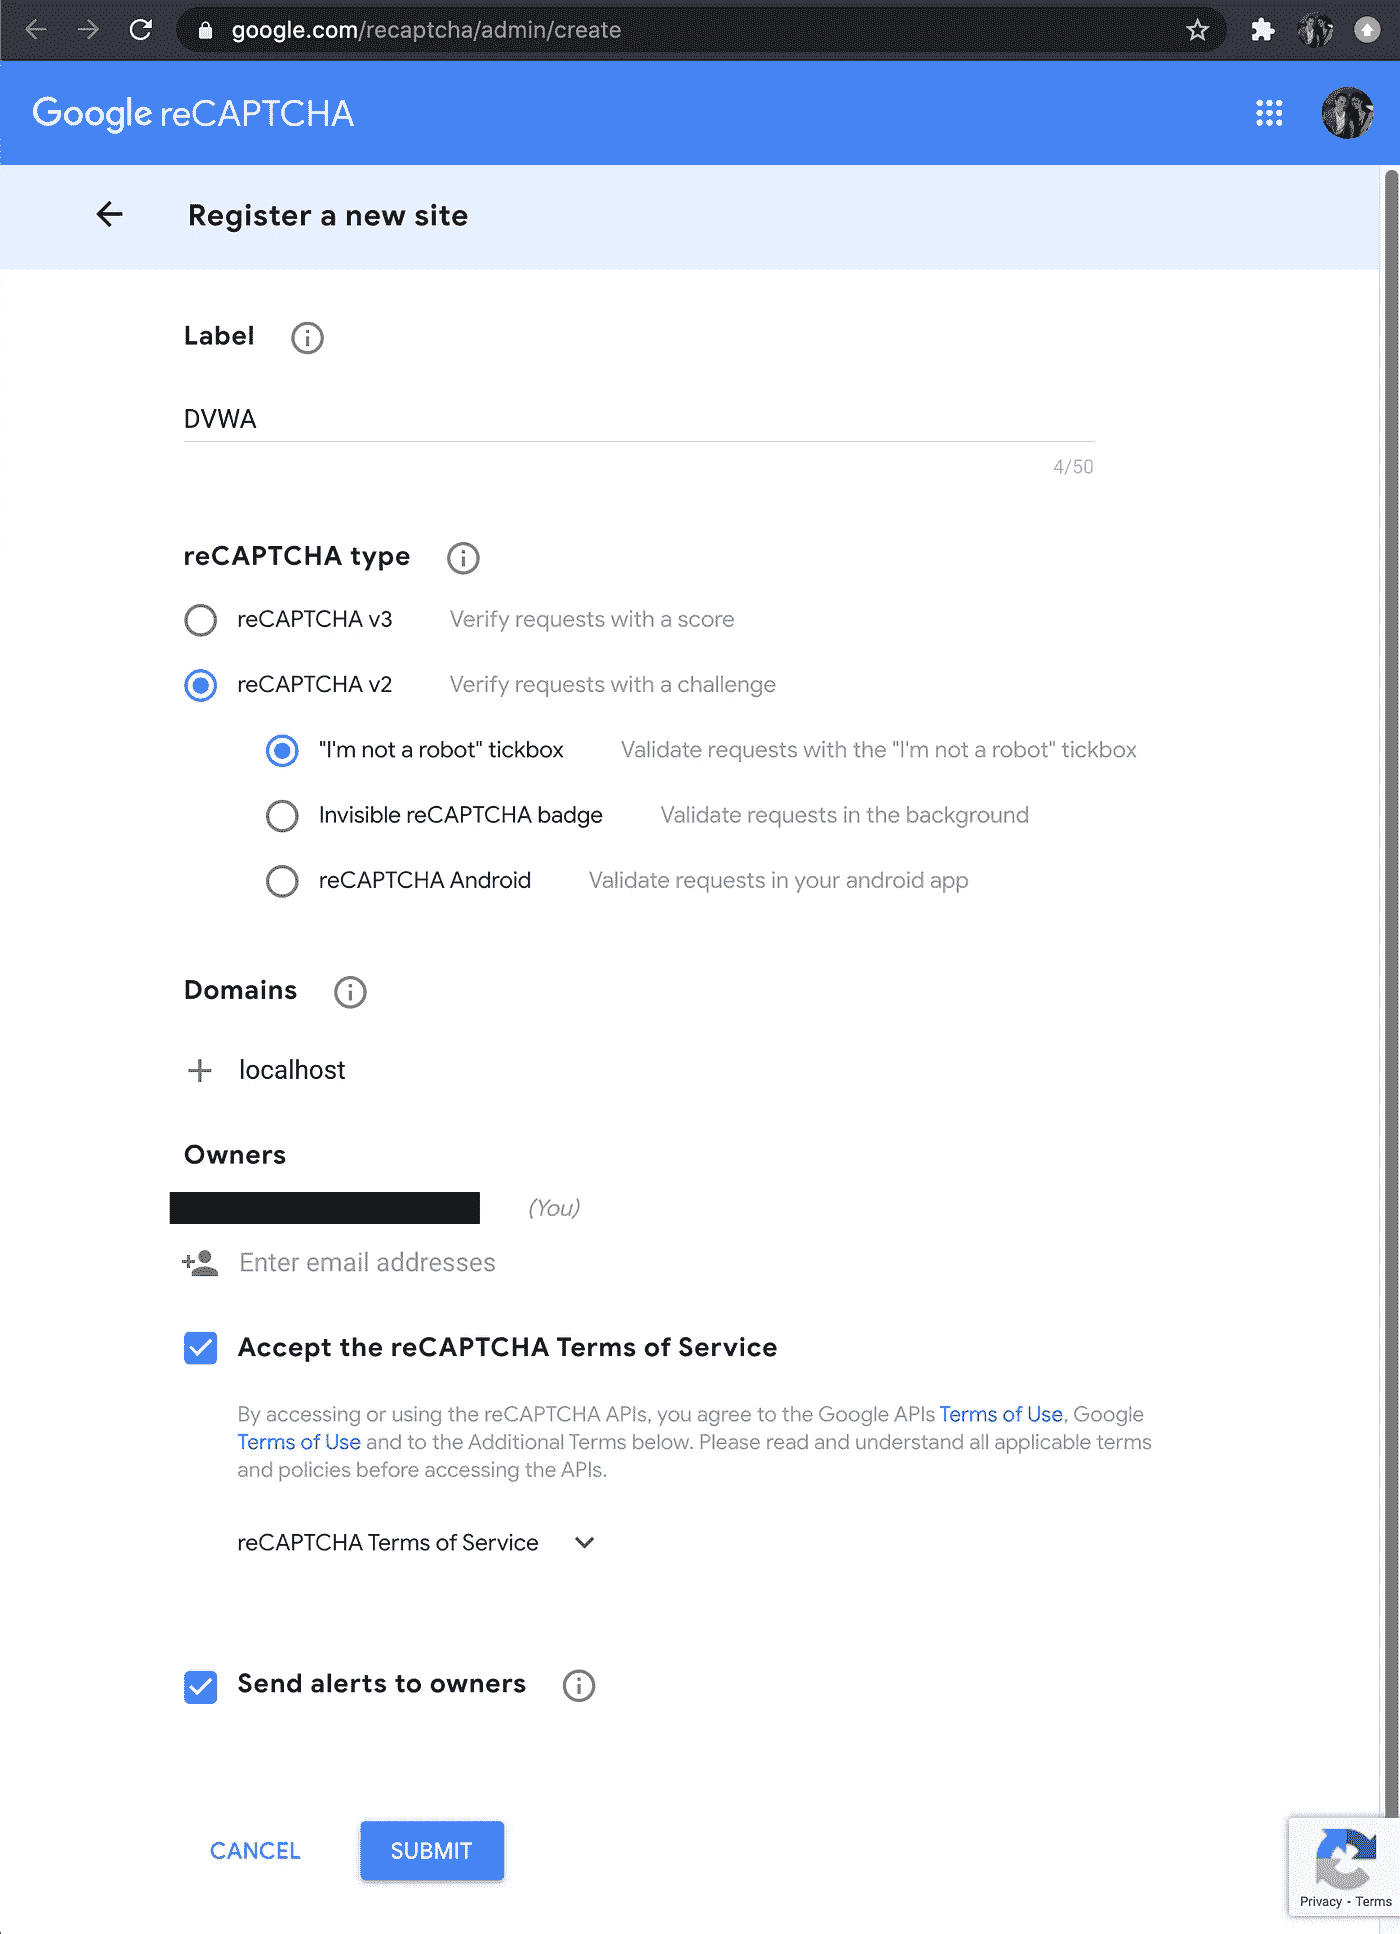 google.com/recaptcha/admin/create
Google reCAPTCHA
Register a new site
Label
DVWA
4/50
reCAPTCHA type
reCAPTCHA v3 Verify requests with a score
reCAPTCHA v2 Verify requests with a challenge
"I'm not a robot" tickbox Validate requests with the "I'm not a robot" tickbox
Invisible reCAPTCHA badge Validate requests in the background
reCAPTCHA Android Validate requests in your android app
Domains
localhost
Owners
(You)
Enter email addresses
Accept the reCAPTCHA Terms of Service
By accessing or using the reCAPTCHA APIs, you agree to the Google APIs Terms of Use, Google
Terms of Use and to the Additional Terms below. Please read and understand all applicable terms
and policies before accessing the APIs.
reCAPTCHA Terms of Service
Send alerts to owners
CANCEL SUBMIT
Privacy - Terms